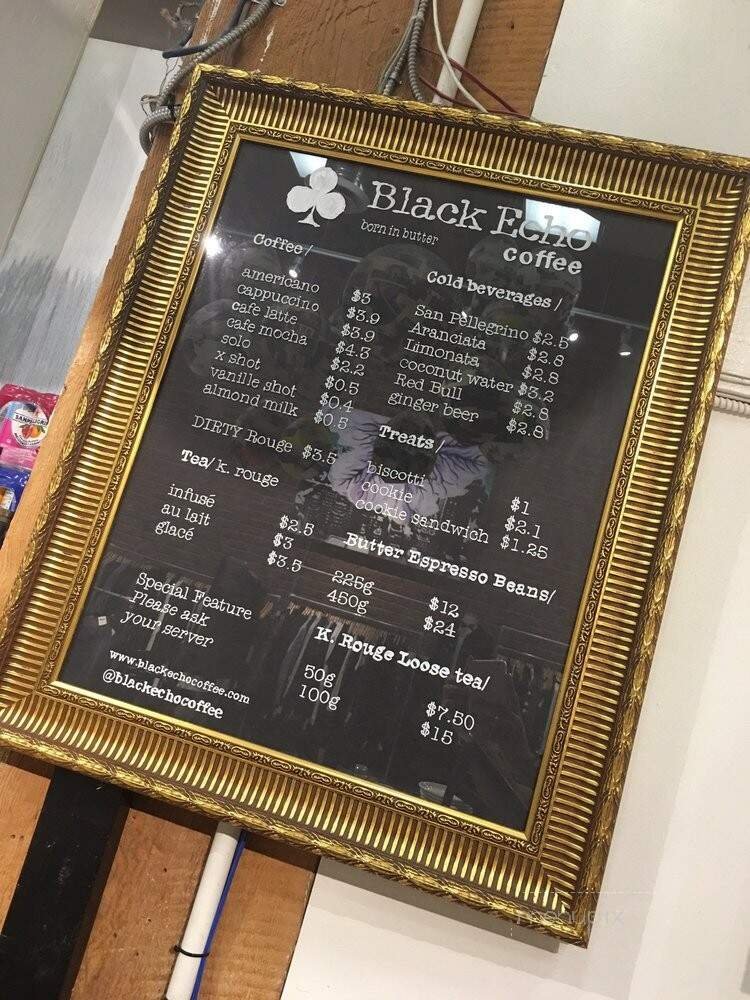 Black Echo
born in butter
coffee
Coffee /
americano $3
cappuccino $3.9
cafe latte $3.9
cafe mocha $4.3
solo $2.2
x shot $0.5
vanille shot $0.4
almond milk $0.5
DIRTY Rouge $3.5
Tea/ k. rouge
infusé $2.5
au lait $3
glacé $3.5
Special Feature
Please ask
your server
www.blackechocoffee.com
@blackechocoffee
Cold beverages /
San Pellegrino $2.5
Aranciata $2.8
Limonata $2.8
coconut water $3.2
Red Bull $2.8
ginger beer $2.8
Treats /
biscotti $1
cookie $2.1
cookie sandwich $1.25
Butter Espresso Beans/
225g $12
450g $24
K. Rouge Loose tea/
50g $7.50
100g $15
menupix